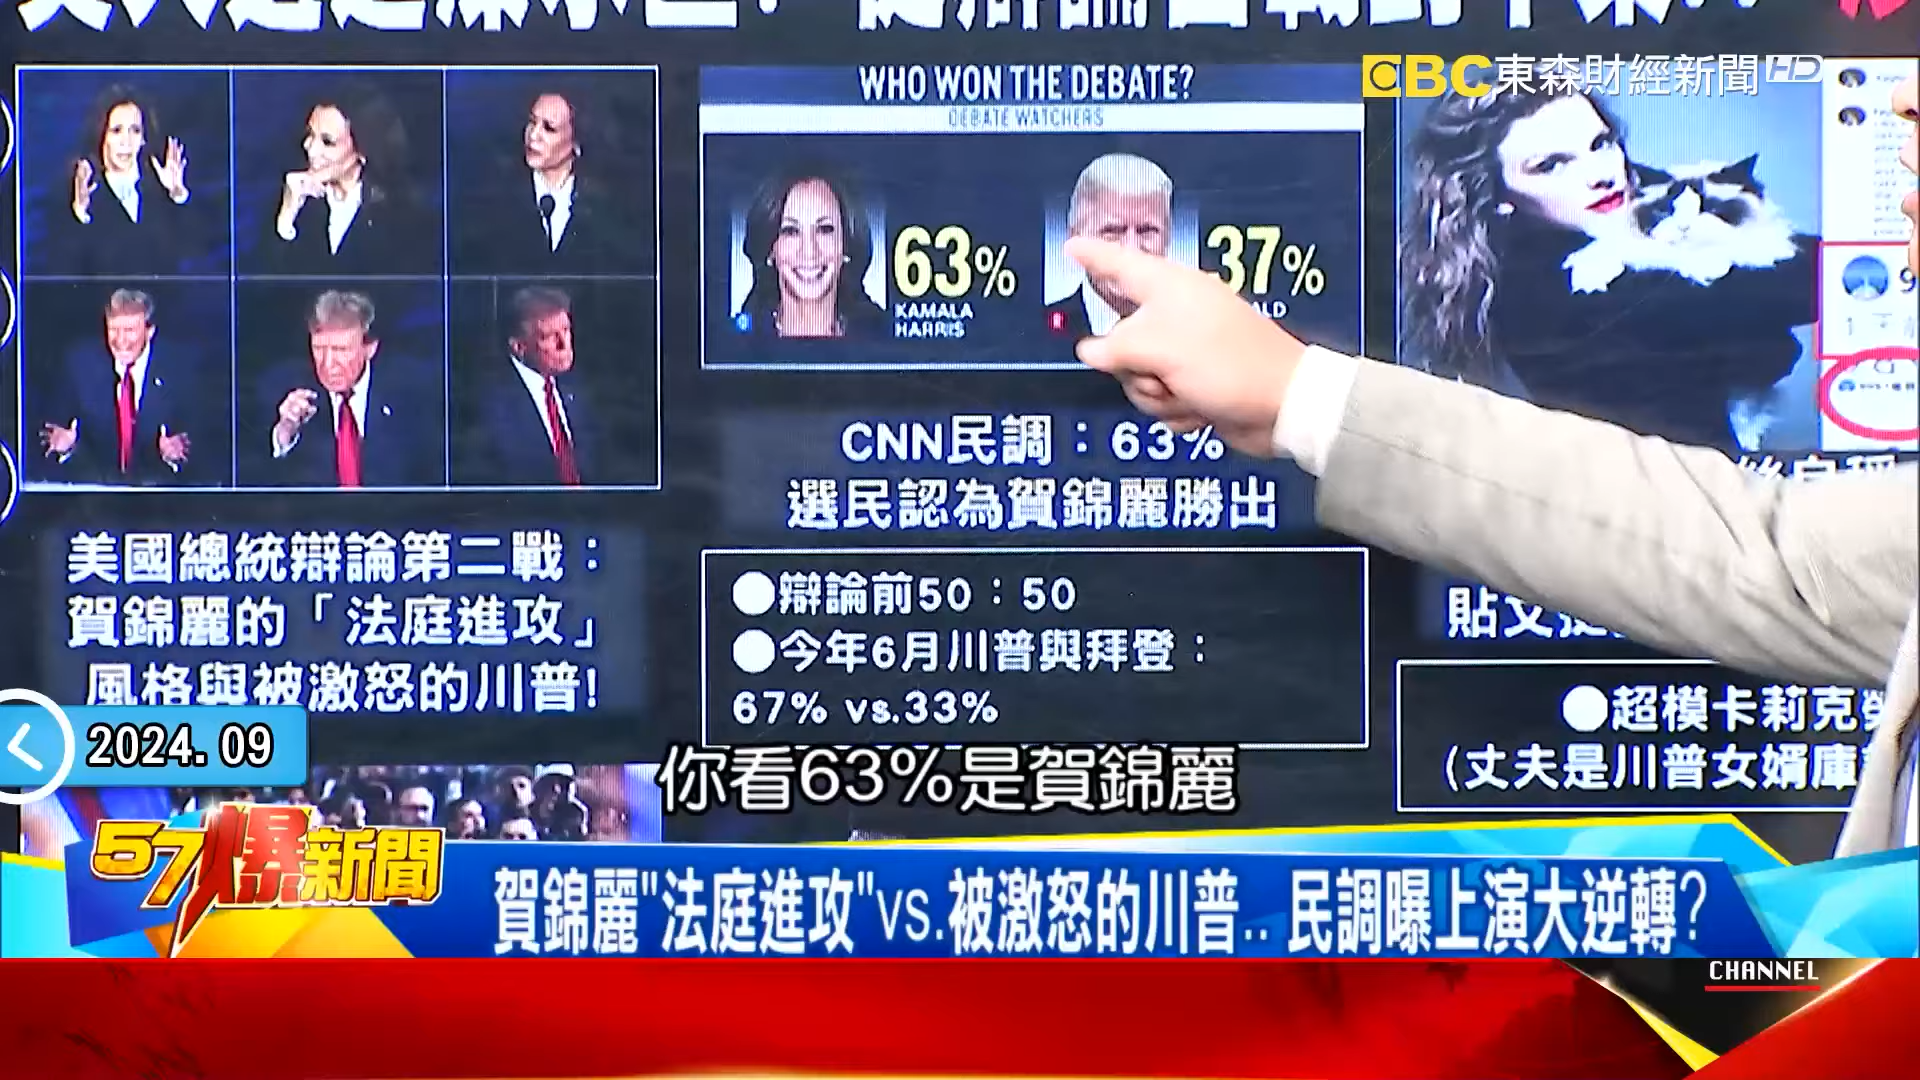 EBC東森財經新聞HD
WHO WON THE DEBATE?
DEBATE WATCHERS
63%
KAMALA
HARRIS
37%
CNN民調：63%
選民認為賀錦麗勝出
●辯論前50：50
●今年6月川普與拜登：
67% vs.33%
美國總統辯論第二戰：
賀錦麗的「法庭進攻」
風格與被激怒的川普!
貼文
●超模卡莉克
(丈夫是川普女婿庫
2024.09
你看63%是賀錦麗
57爆新聞
賀錦麗"法庭進攻"vs.被激怒的川普.. 民調曝上演大逆轉?
CHANNEL